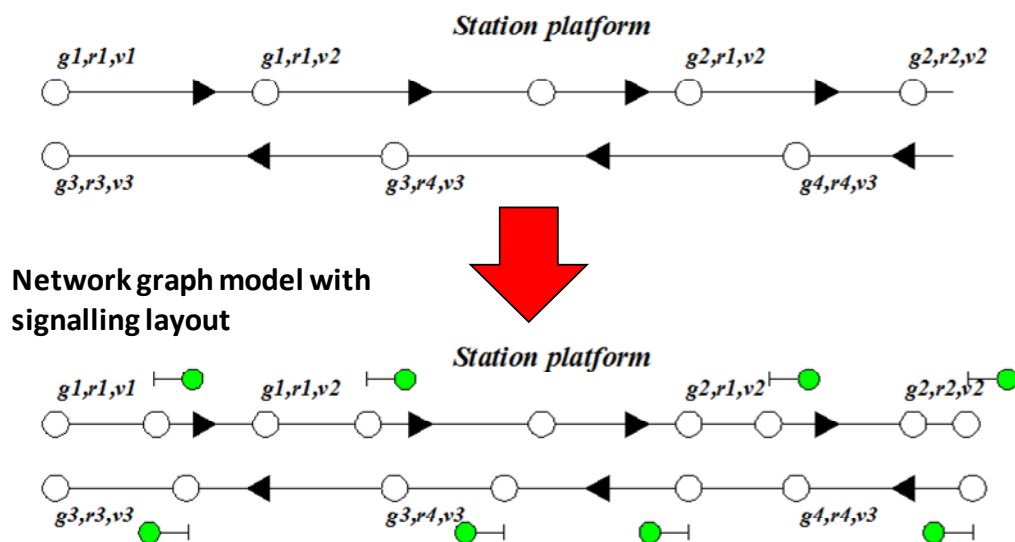 Station platform
g1,r1,v1 g1,r1,v2 g2,r1,v2 g2,r2,v2
g3,r3,v3 g3,r4,v3 g4,r4,v3
Network graph model with
signalling layout
Station platform
g1,r1,v1 g1,r1,v2 g2,r1,v2 g2,r2,v2
g3,r3,v3 g3,r4,v3 g4,r4,v3